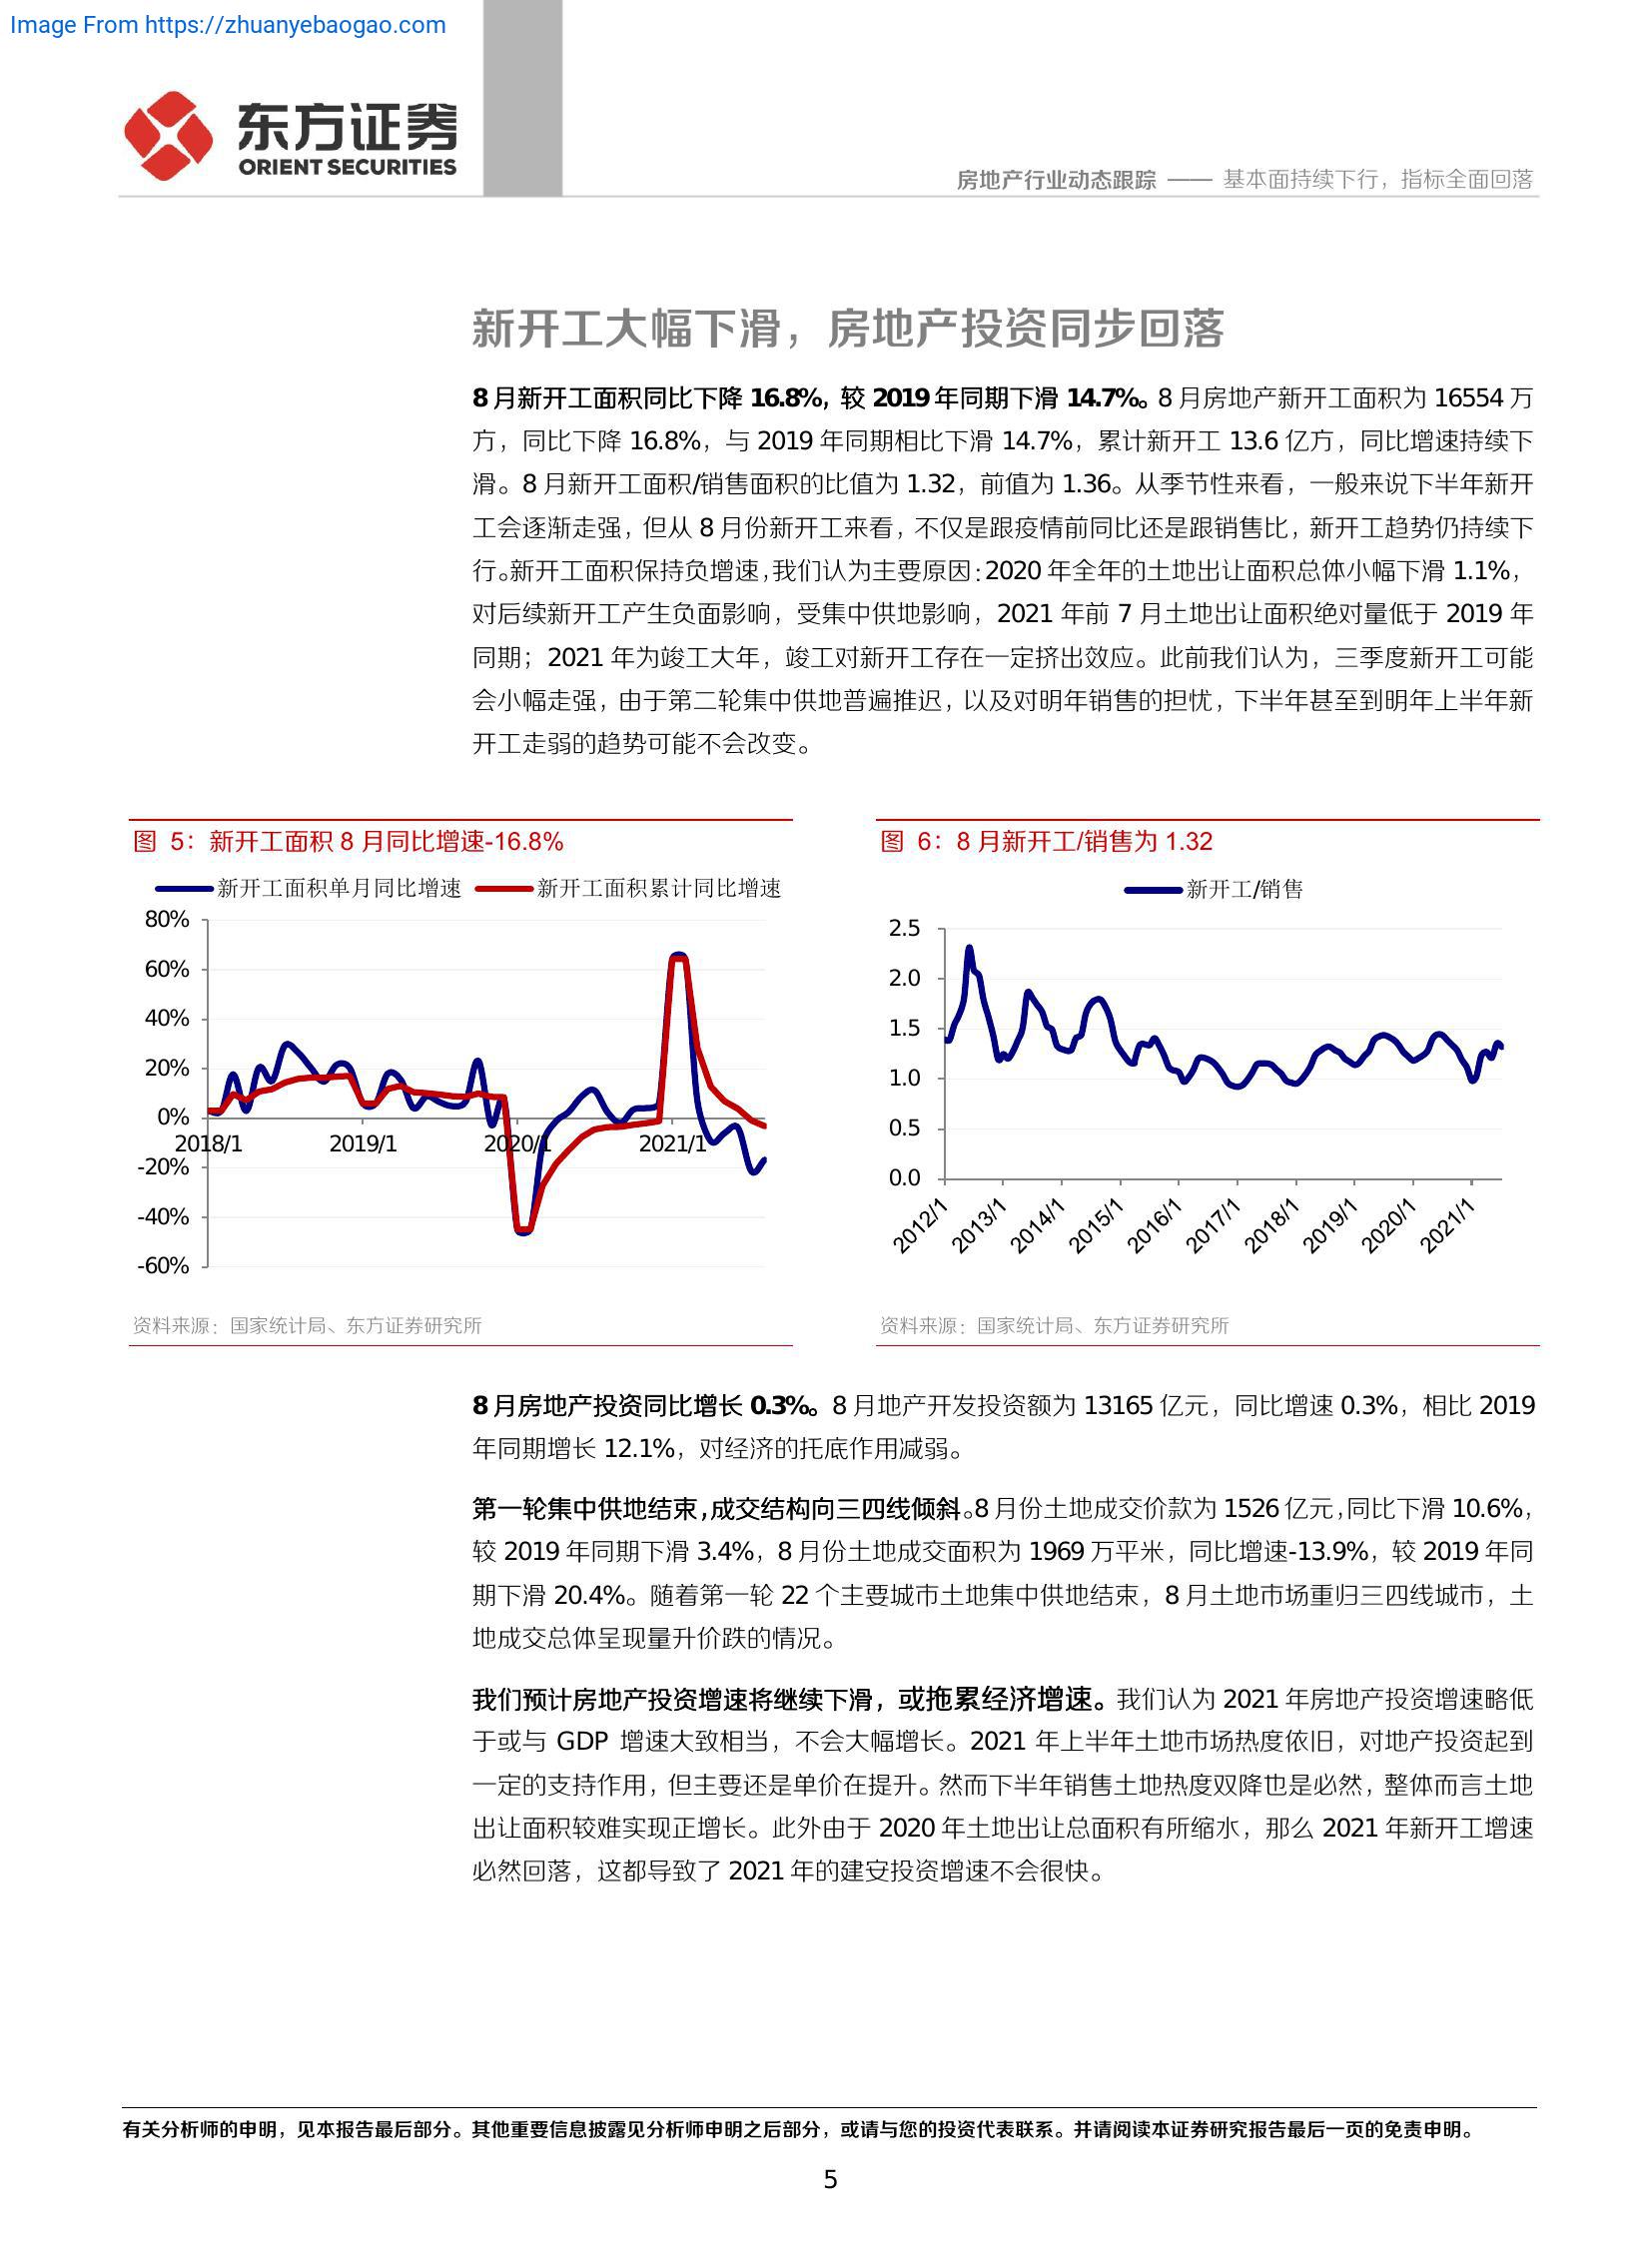 Image From https://zhuanyebaogao.com
东方证券
ORIENT SECURITIES
房地产行业动态跟踪 —— 基本面持续下行，指标全面回落
新开工大幅下滑，房地产投资同步回落
8月新开工面积同比下降 16.8%，较 2019 年同期下滑 14.7%。8 月房地产新开工面积为 16554 万
方，同比下降 16.8%，与 2019 年同期相比下滑 14.7%，累计新开工 13.6 亿方，同比增速持续下
滑。8 月新开工面积/销售面积的比值为 1.32，前值为 1.36。从季节性来看，一般来说下半年新开
工会逐渐走强，但从 8 月份新开工来看，不仅是跟疫情前同比还是跟销售比，新开工趋势仍持续下
行。新开工面积保持负增速，我们认为主要原因：2020 年全年的土地出让面积总体小幅下滑 1.1%，
对后续新开工产生负面影响，受集中供地影响，2021 年前 7 月土地出让面积绝对量低于 2019 年
同期；2021 年为竣工大年，竣工对新开工存在一定挤出效应。此前我们认为，三季度新开工可能
会小幅走强，由于第二轮集中供地普遍推迟，以及对明年销售的担忧，下半年甚至到明年上半年新
开工走弱的趋势可能不会改变。
图 5：新开工面积 8 月同比增速-16.8%
新开工面积单月同比增速 新开工面积累计同比增速
80%
60%
40%
20%
0%
-20%
-40%
-60%
2018/1 2019/1 2020/1 2021/1
资料来源：国家统计局、东方证券研究所
图 6：8 月新开工/销售为 1.32
新开工/销售
2.5
2.0
1.5
1.0
0.5
0.0
2012/1 2013/1 2014/1 2015/1 2016/1 2017/1 2018/1 2019/1 2020/1 2021/1
资料来源：国家统计局、东方证券研究所
8月房地产投资同比增长 0.3%。8 月地产开发投资额为 13165 亿元，同比增速 0.3%，相比 2019
年同期增长 12.1%，对经济的托底作用减弱。
第一轮集中供地结束，成交结构向三四线倾斜。8 月份土地成交价款为 1526 亿元，同比下滑 10.6%，
较 2019 年同期下滑 3.4%，8 月份土地成交面积为 1969 万平米，同比增速-13.9%，较 2019 年同
期下滑 20.4%。随着第一轮 22 个主要城市土地集中供地结束，8 月土地市场重归三四线城市，土
地成交总体呈现量升价跌的情况。
我们预计房地产投资增速将继续下滑，或拖累经济增速。我们认为 2021 年房地产投资增速略低
于或与 GDP 增速大致相当，不会大幅增长。2021 年上半年土地市场热度依旧，对地产投资起到
一定的支持作用，但主要还是单价在提升。然而下半年销售土地热度双降也是必然，整体而言土地
出让面积较难实现正增长。此外由于 2020 年土地出让总面积有所缩水，那么 2021 年新开工增速
必然回落，这都导致了 2021 年的建安投资增速不会很快。
有关分析师的申明，见本报告最后部分。其他重要信息披露见分析师申明之后部分，或请与您的投资代表联系。并请阅读本证券研究报告最后一页的免责申明。
5